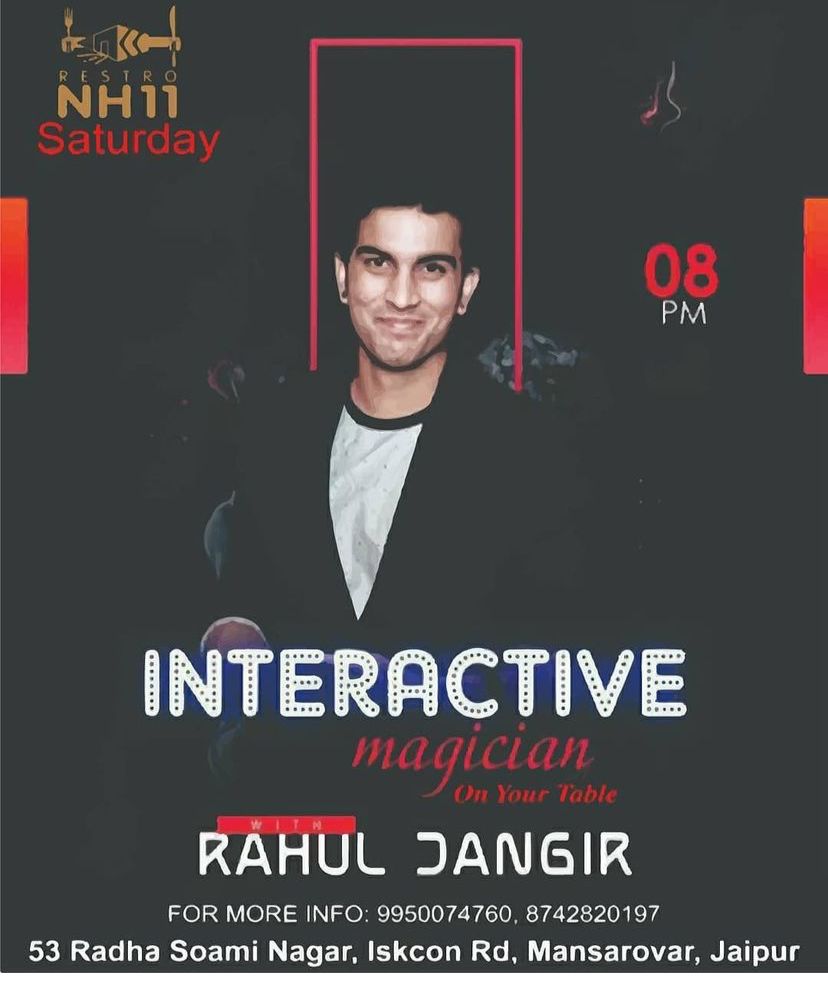 RESTRO
NH11
Saturday
08
PM
INTERACTIVE
magician
On Your Table
WITH
RAHUL JANGIR
FOR MORE INFO: 9950074760, 8742820197
53 Radha Soami Nagar, Iskcon Rd, Mansarovar, Jaipur